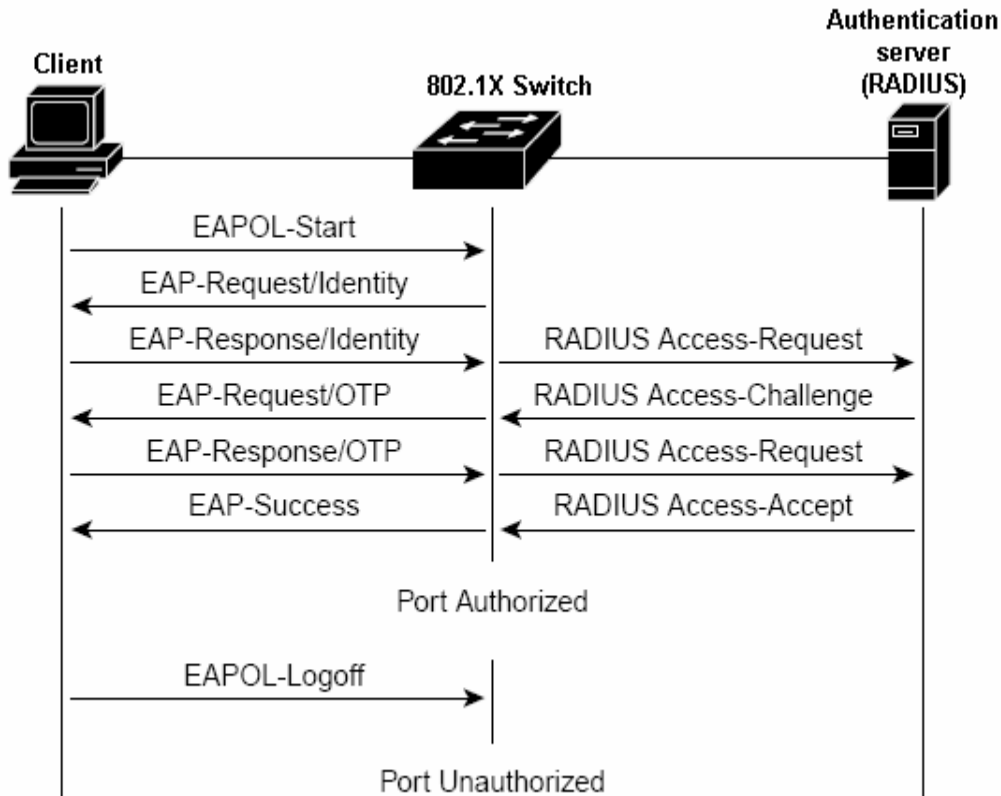 Authentication
server
(RADIUS)
Client
802.1X Switch
EAPOL-Start
EAP-Request/Identity
EAP-Response/Identity
RADIUS Access-Request
EAP-Request/OTP
RADIUS Access-Challenge
EAP-Response/OTP
RADIUS Access-Request
EAP-Success
RADIUS Access-Accept
Port Authorized
EAPOL-Logoff
Port Unauthorized